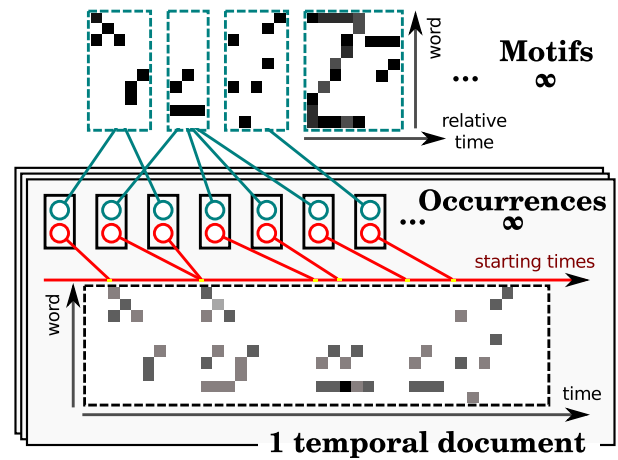 word
... Motifs
∞
relative
time
Occurrences
... ∞
starting times
word
time
1 temporal document